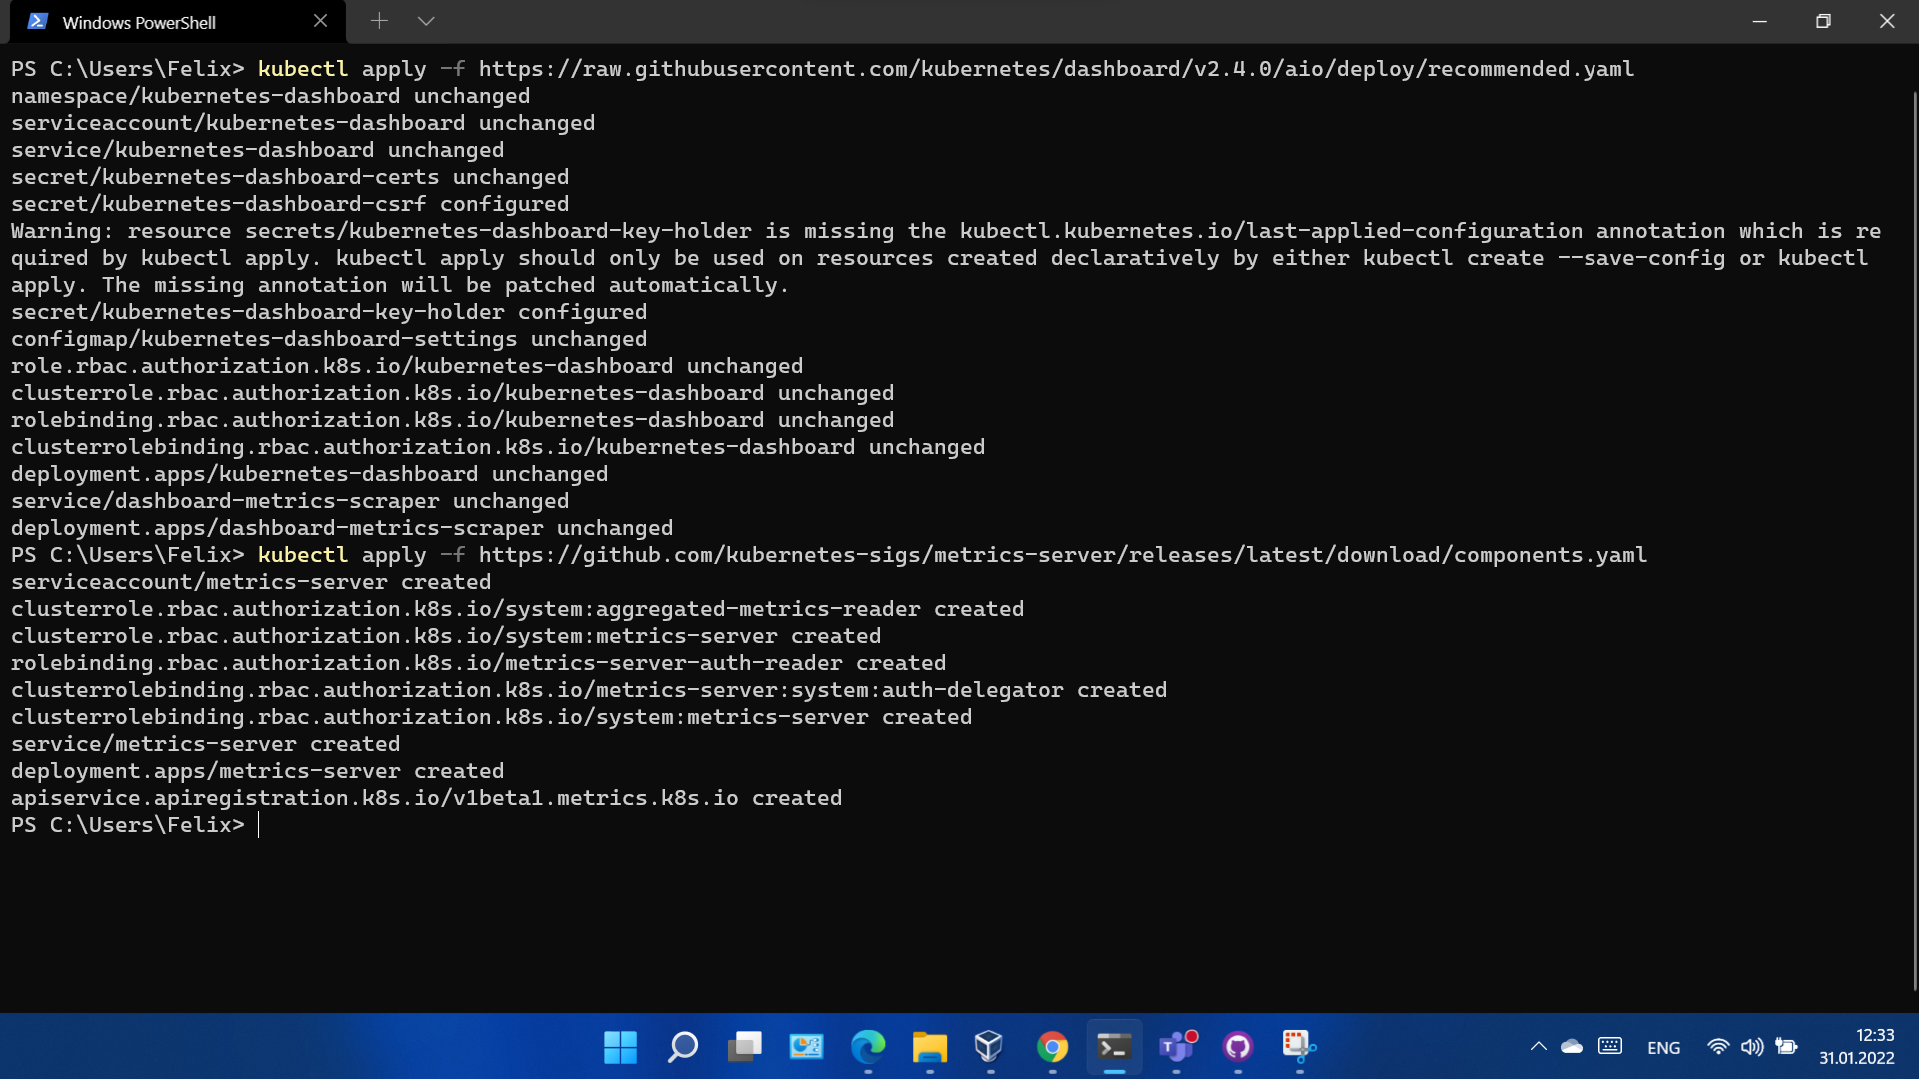 Windows PowerShell
PS C:\Users\Felix> kubectl apply -f https://raw.githubusercontent.com/kubernetes/dashboard/v2.4.0/aio/deploy/recommended.yaml
namespace/kubernetes-dashboard unchanged
serviceaccount/kubernetes-dashboard unchanged
service/kubernetes-dashboard unchanged
secret/kubernetes-dashboard-certs unchanged
secret/kubernetes-dashboard-csrf configured
Warning: resource secrets/kubernetes-dashboard-key-holder is missing the kubectl.kubernetes.io/last-applied-configuration annotation which is re
quired by kubectl apply. kubectl apply should only be used on resources created declaratively by either kubectl create --save-config or kubectl
apply. The missing annotation will be patched automatically.
secret/kubernetes-dashboard-key-holder configured
configmap/kubernetes-dashboard-settings unchanged
role.rbac.authorization.k8s.io/kubernetes-dashboard unchanged
clusterrole.rbac.authorization.k8s.io/kubernetes-dashboard unchanged
rolebinding.rbac.authorization.k8s.io/kubernetes-dashboard unchanged
clusterrolebinding.rbac.authorization.k8s.io/kubernetes-dashboard unchanged
deployment.apps/kubernetes-dashboard unchanged
service/dashboard-metrics-scraper unchanged
deployment.apps/dashboard-metrics-scraper unchanged
PS C:\Users\Felix> kubectl apply -f https://github.com/kubernetes-sigs/metrics-server/releases/latest/download/components.yaml
serviceaccount/metrics-server created
clusterrole.rbac.authorization.k8s.io/system:aggregated-metrics-reader created
clusterrole.rbac.authorization.k8s.io/system:metrics-server created
rolebinding.rbac.authorization.k8s.io/metrics-server-auth-reader created
clusterrolebinding.rbac.authorization.k8s.io/metrics-server:system:auth-delegator created
clusterrolebinding.rbac.authorization.k8s.io/system:metrics-server created
service/metrics-server created
deployment.apps/metrics-server created
apiservice.apiregistration.k8s.io/v1beta1.metrics.k8s.io created
PS C:\Users\Felix>
ENG
12:33
31.01.2022